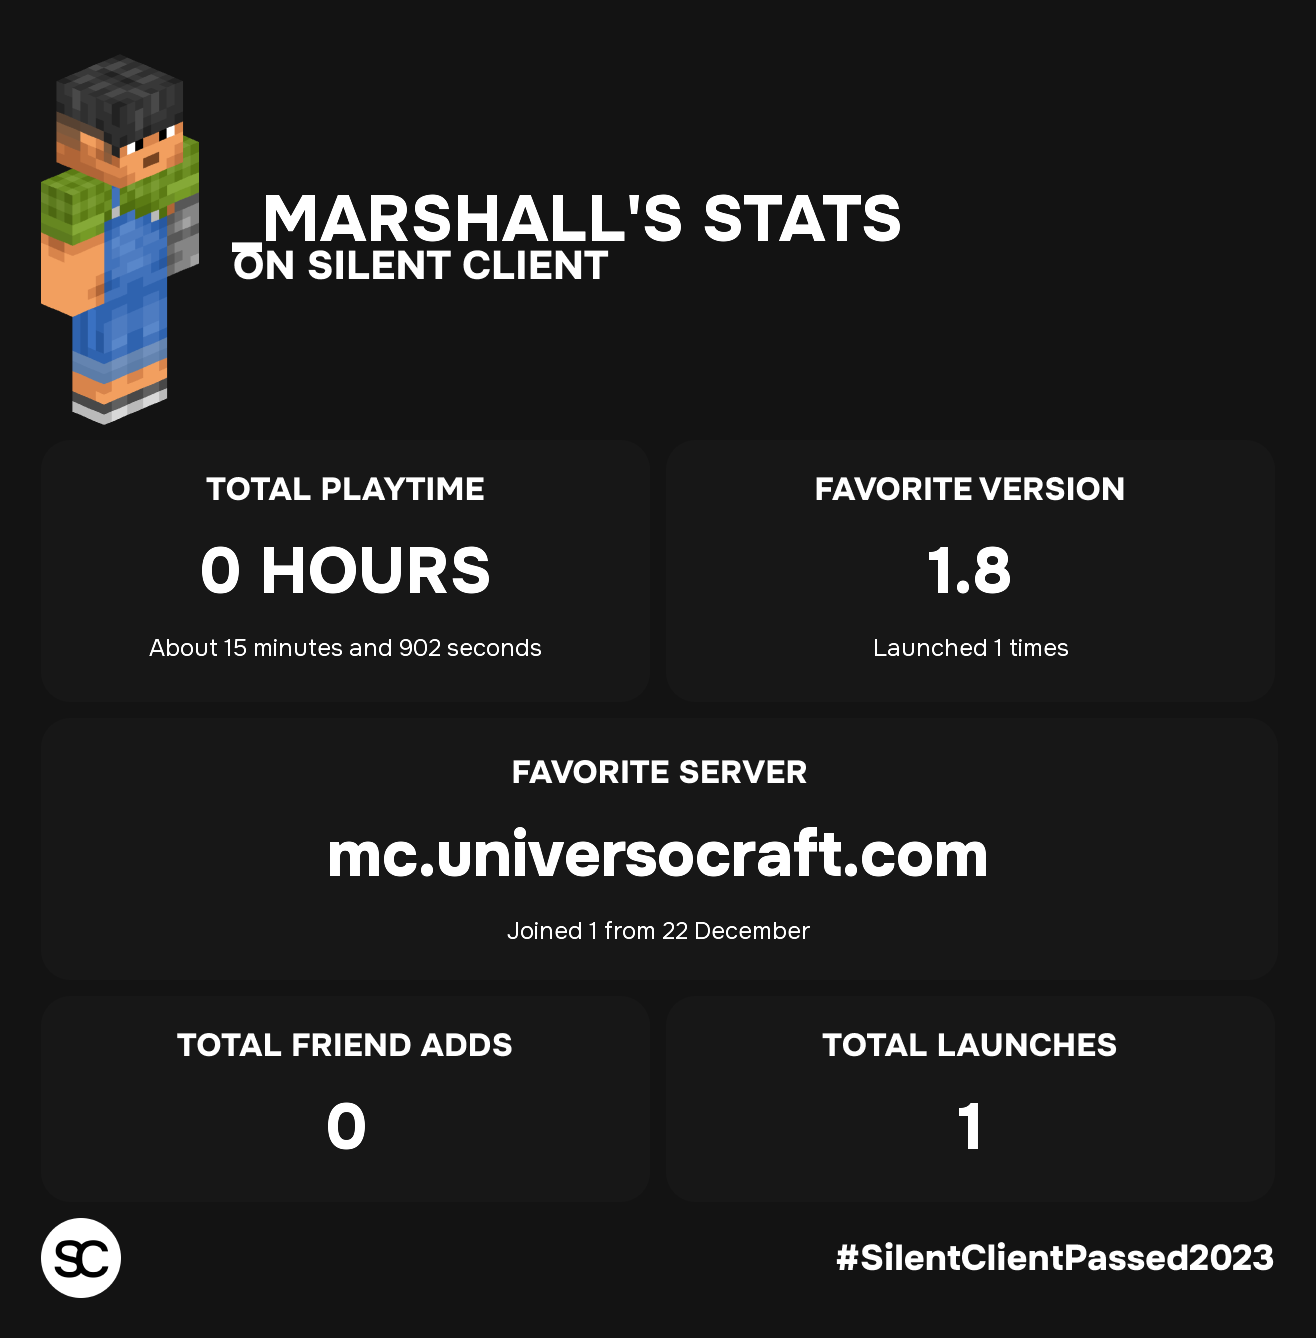 _MARSHALL'S STATS
ON SILENT CLIENT
TOTAL PLAYTIME
0 HOURS
About 15 minutes and 902 seconds
FAVORITE VERSION
1.8
Launched 1 times
FAVORITE SERVER
mc.universocraft.com
Joined 1 from 22 December
TOTAL FRIEND ADDS
0
TOTAL LAUNCHES
1
SC
#SilentClientPassed2023